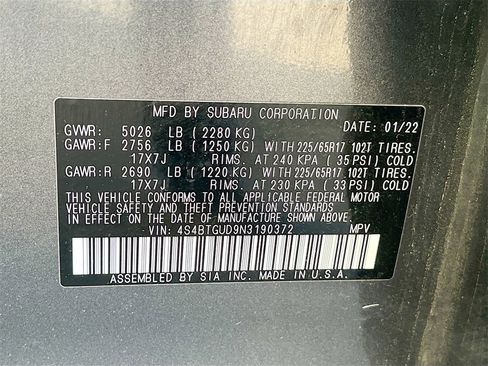 MFD BY SUBARU CORPORATION
GVWR: 5026 LB ( 2280 KG) DATE: 01/22
GAWR:F 2756 LB ( 1250 KG) WITH 225/65R17 102T TIRES.
17X7J RIMS. AT 240 KPA ( 35 PSI) COLD
GAWR:R 2690 LB ( 1220 KG) WITH 225/65R17 102T TIRES.
17X7J RIMS. AT 230 KPA ( 33 PSI) COLD
THIS VEHICLE CONFORMS TO ALL APPLICABLE FEDERAL MOTOR
VEHICLE SAFETY AND THEFT PREVENTION STANDARDS
IN EFFECT ON THE DATE OF MANUFACTURE SHOWN ABOVE.
VIN: 4S4BTGUD9N3190372 MPV
ASSEMBLED BY SIA INC. MADE IN U.S.A.